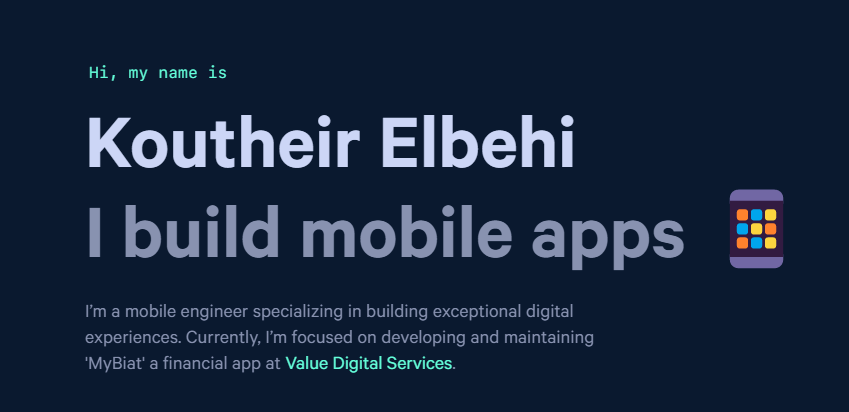 Hi, my name is
Koutheir Elbehi
I build mobile apps
I’m a mobile engineer specializing in building exceptional digital
experiences. Currently, I’m focused on developing and maintaining
'MyBiat' a financial app at Value Digital Services.